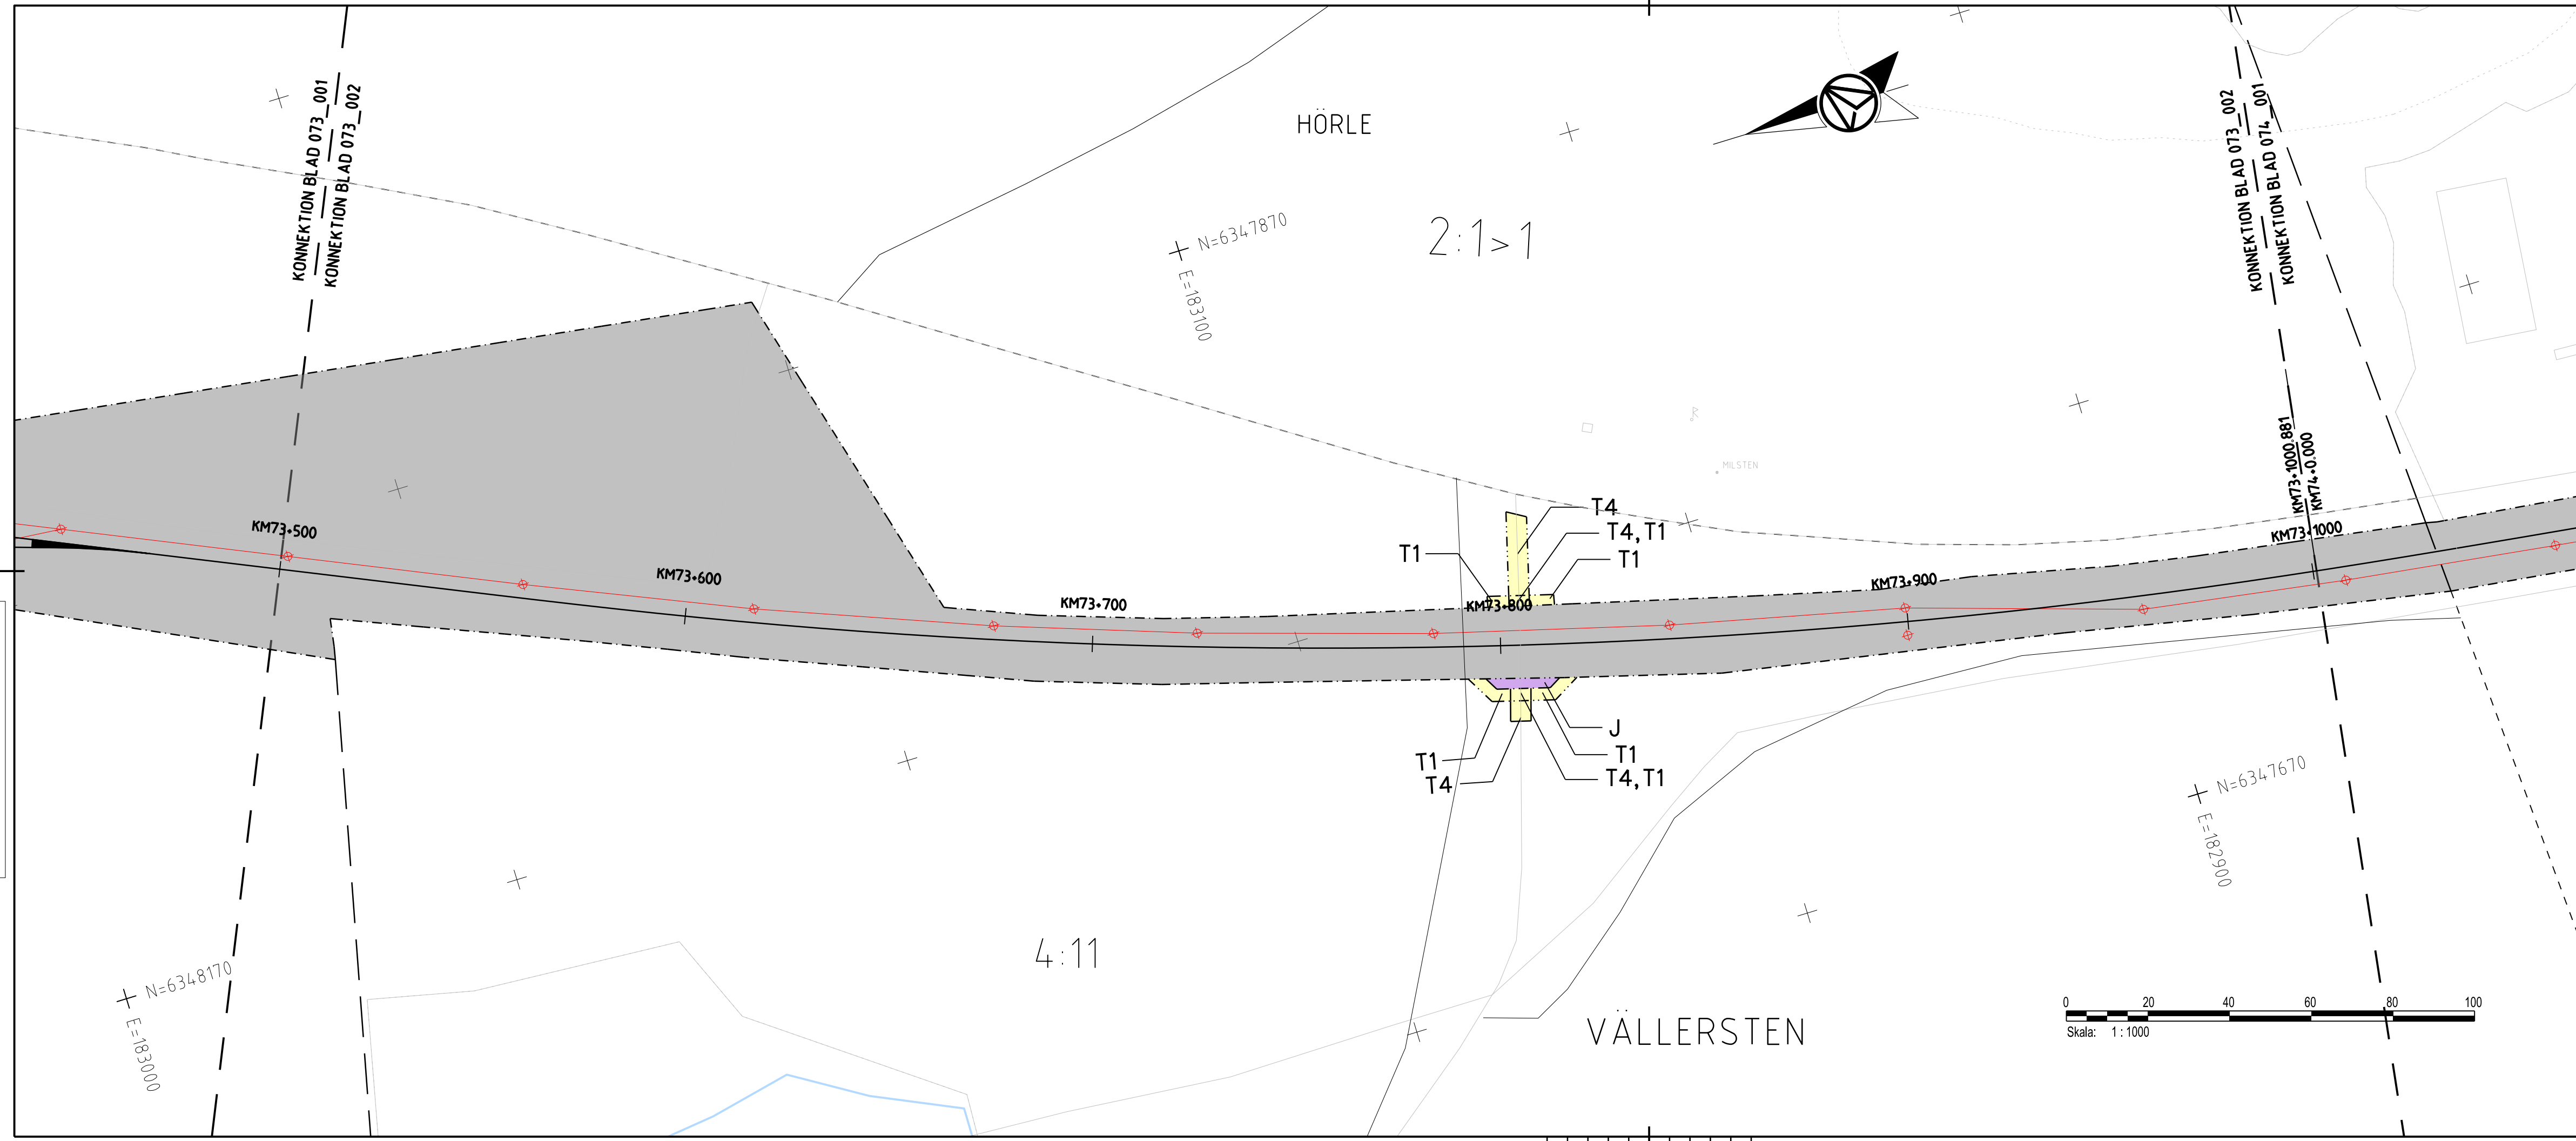 KONNEKTION BLAD 073_001
KONNEKTION BLAD 073_002
HÖRLE
KONNEKTION BLAD 073_002
KONNEKTION BLAD 074_001
N=6347870
E=183100
2:1>1
MILSTEN
KM73+500
KM73+600
KM73+700
KM73+800
KM73+900
KM73+1000
KM73+1000.881
KM74+0.000
T4
T4,T1
T1
T1
J
T1
T1
T4
T4,T1
N=6347670
E=182900
4:11
N=6348170
E=183000
VÄLLERSTEN
0 20 40 60 80 100
Skala: 1 : 1000